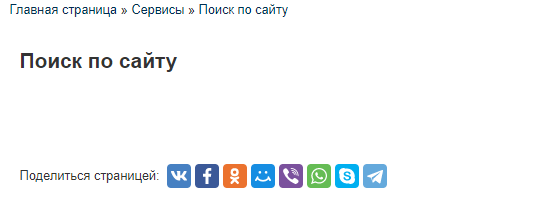 Главная страница » Сервисы » Поиск по сайту
Поиск по сайту
Поделиться страницей: